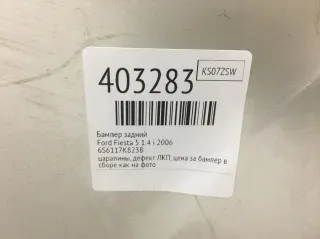 403283
KS07ZSW
Бампер задний
Ford Fiesta 5 1.4 i 2006
6S6117K823B
царапины, дефект ЛКП, цена за бампер в
сборе как на фото